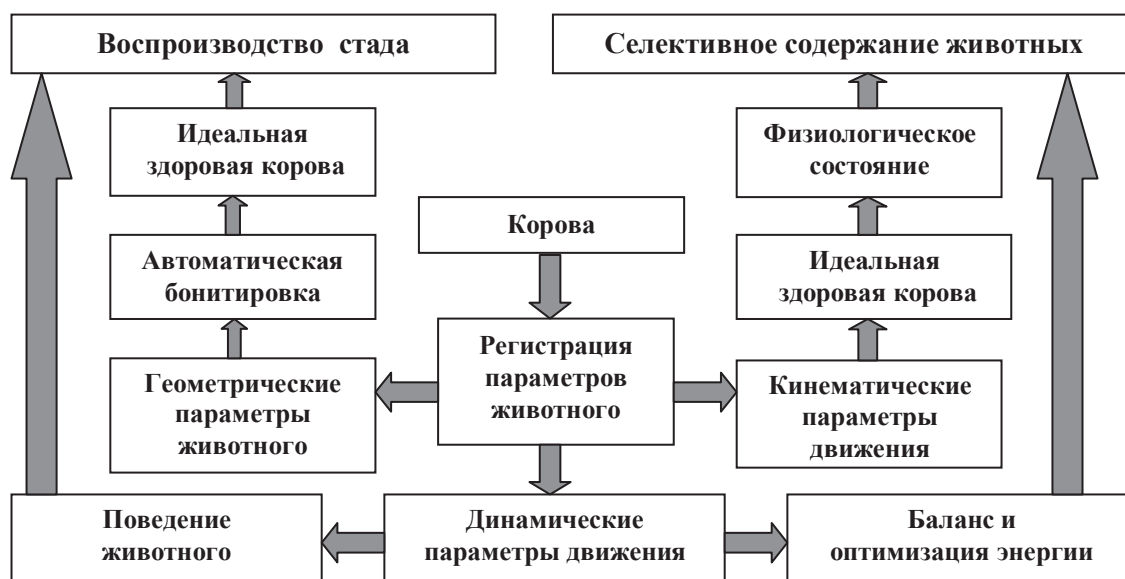 Воспроизводство стада
Селективное содержание животных
Идеальная
здоровая корова
Физиологическое
состояние
Корова
Автоматическая
бонитировка
Идеальная
здоровая корова
Регистрация
параметров
животного
Геометрические
параметры
животного
Кинематические
параметры
движения
Поведение
животного
Динамические
параметры движения
Баланс и
оптимизация энергии